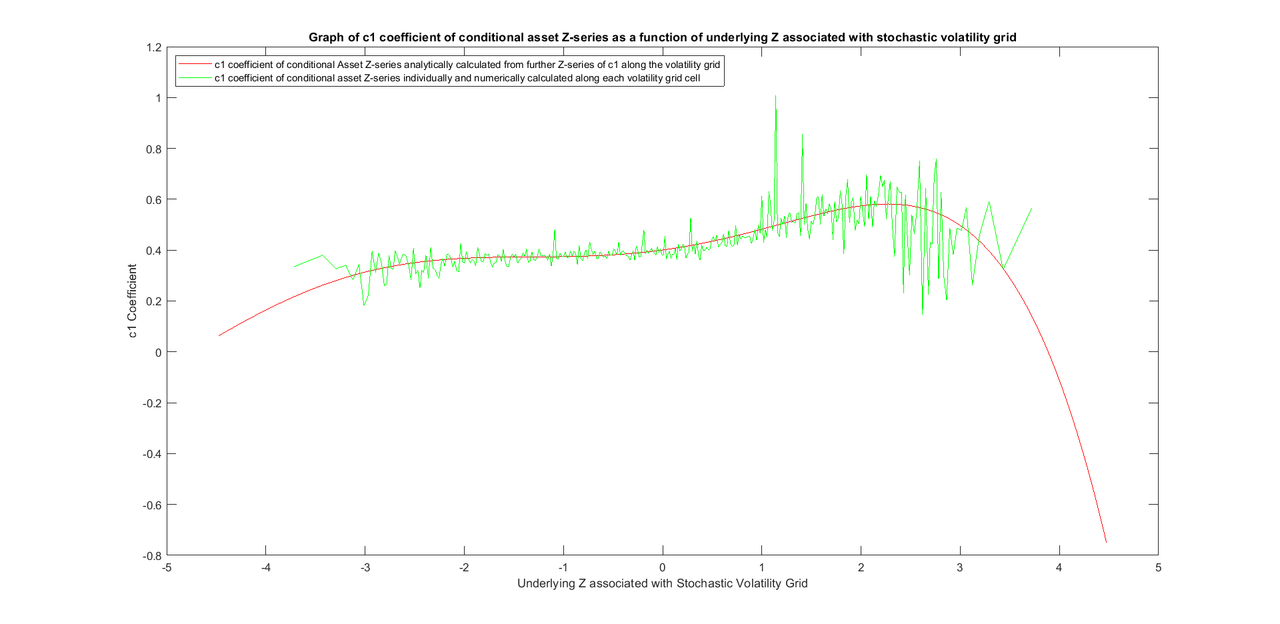 Graph of c1 coefficient of conditional asset Z-series as a function of underlying Z associated with stochastic volatility grid
c1 coefficient of conditional Asset Z-series analytically calculated from further Z-series of c1 along the volatility grid
c1 coefficient of conditional asset Z-series individually and numerically calculated along each volatility grid cell
1.2
1
0.8
0.6
0.4
0.2
0
-0.2
-0.4
-0.6
-0.8
c1 Coefficient
-5 -4 -3 -2 -1 0 1 2 3 4 5
Underlying Z associated with Stochastic Volatility Grid